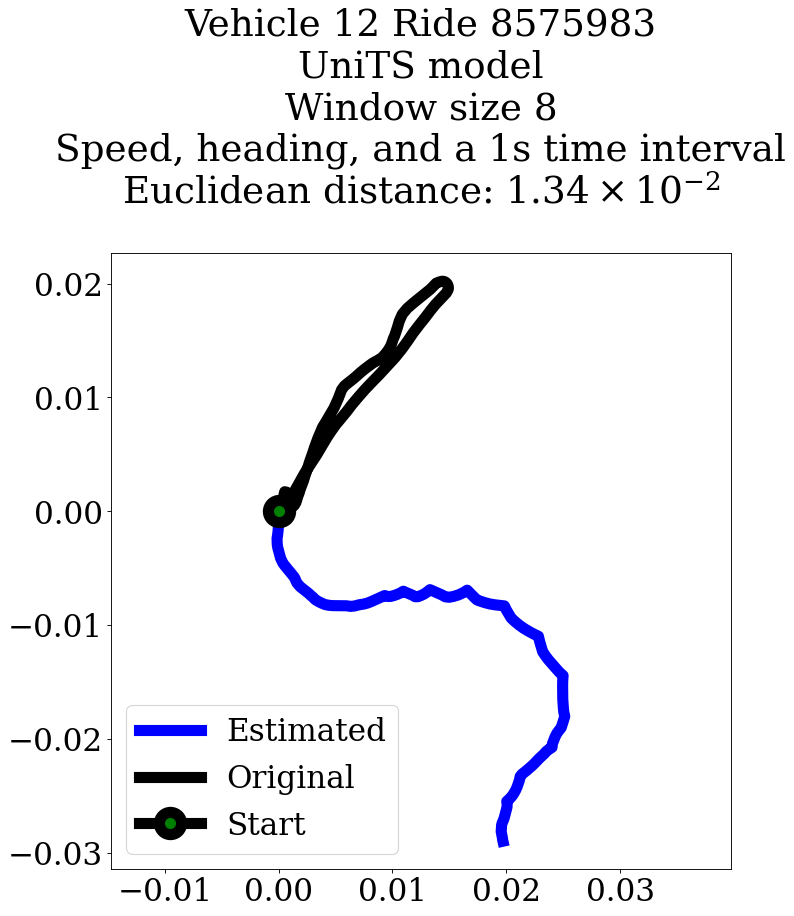 Vehicle 12 Ride 8575983
UniTS model
Window size 8
Speed, heading, and a 1s time interval
Euclidean distance: 1.34 × 10⁻²
0.02
0.01
0.00
−0.01
−0.02
−0.03
Estimated
Original
Start
−0.01 0.00 0.01 0.02 0.03